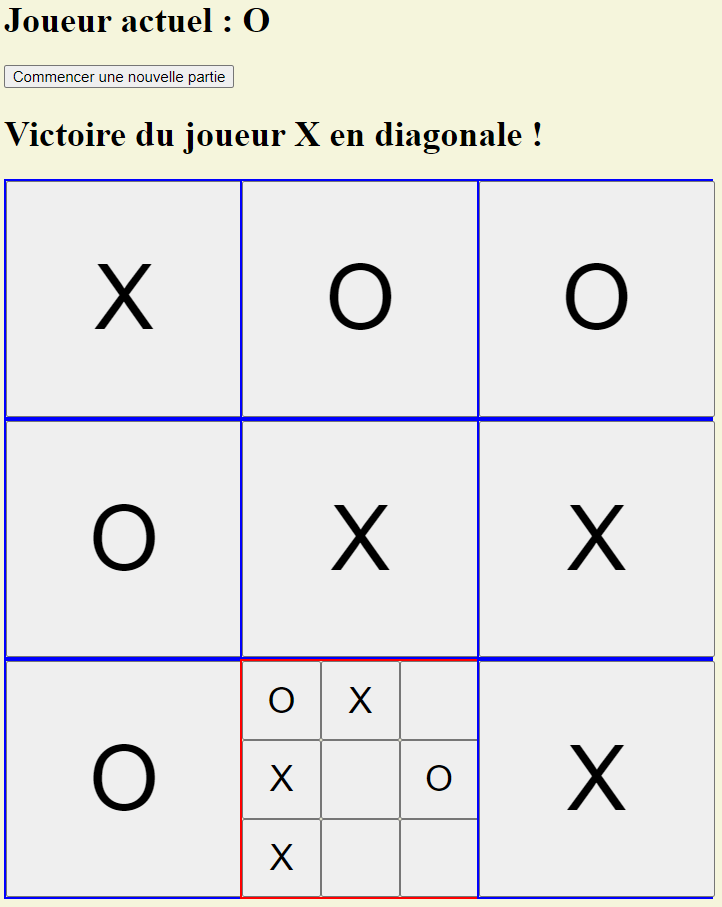 Joueur actuel : O
Commencer une nouvelle partie
Victoire du joueur X en diagonale !
X O O
O X X
O X
O X
X O
X